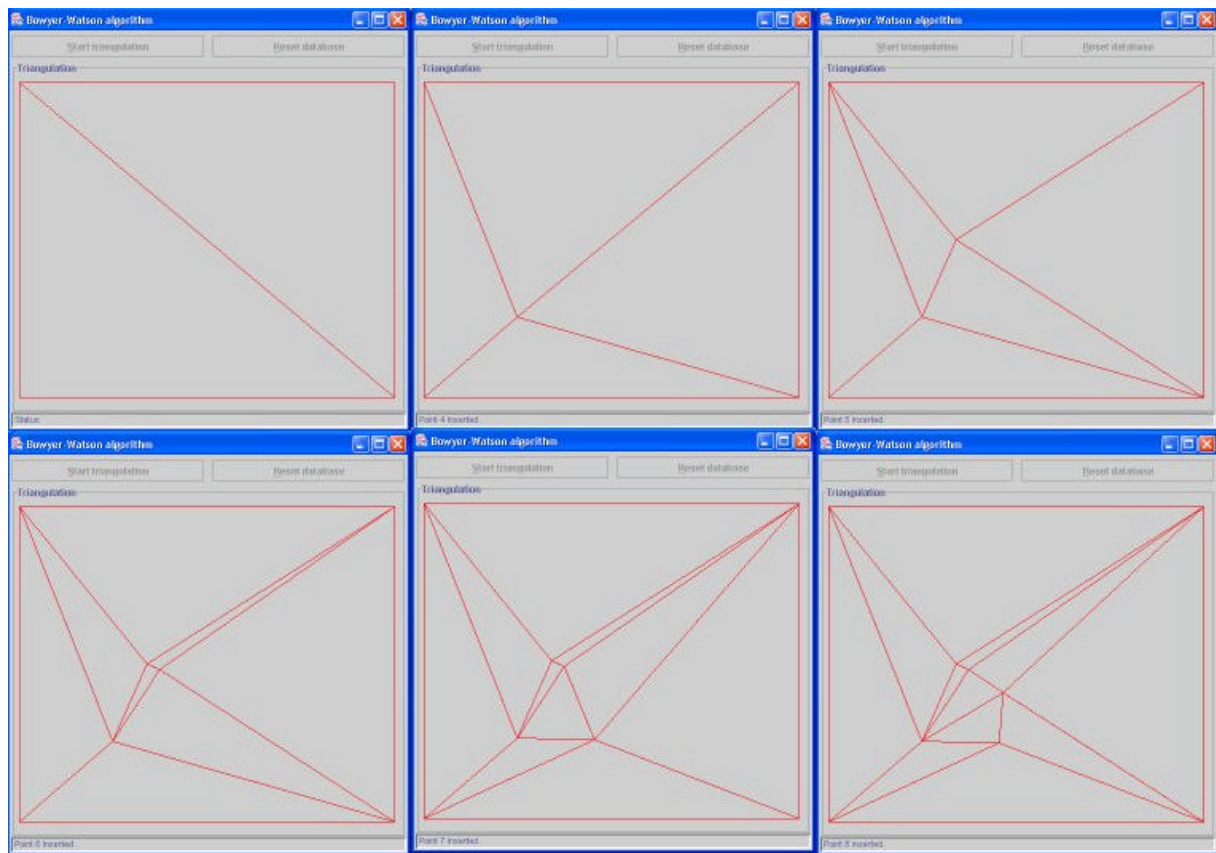 Bowyer-Watson algorithm
Start triangulation Reset database
Triangulation
Status
Bowyer-Watson algorithm
Start triangulation Reset database
Triangulation
Point 4 inserted.
Bowyer-Watson algorithm
Start triangulation Reset database
Triangulation
Point 5 inserted.
Bowyer-Watson algorithm
Start triangulation Reset database
Triangulation
Point 6 inserted.
Bowyer-Watson algorithm
Start triangulation Reset database
Triangulation
Point 7 inserted.
Bowyer-Watson algorithm
Start triangulation Reset database
Triangulation
Point 8 inserted.